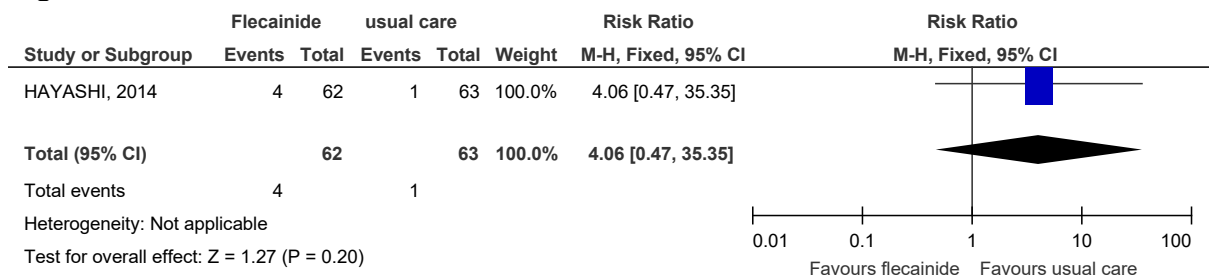 Flecainide usual care Risk Ratio Risk Ratio
Study or Subgroup Events Total Events Total Weight M-H, Fixed, 95% CI M-H, Fixed, 95% CI
HAYASHI, 2014 4 62 1 63 100.0% 4.06 [0.47, 35.35]
Total (95% CI) 62 63 100.0% 4.06 [0.47, 35.35]
Total events 4 1
Heterogeneity: Not applicable
Test for overall effect: Z = 1.27 (P = 0.20)
0.01 0.1 1 10 100
Favours flecainide Favours usual care